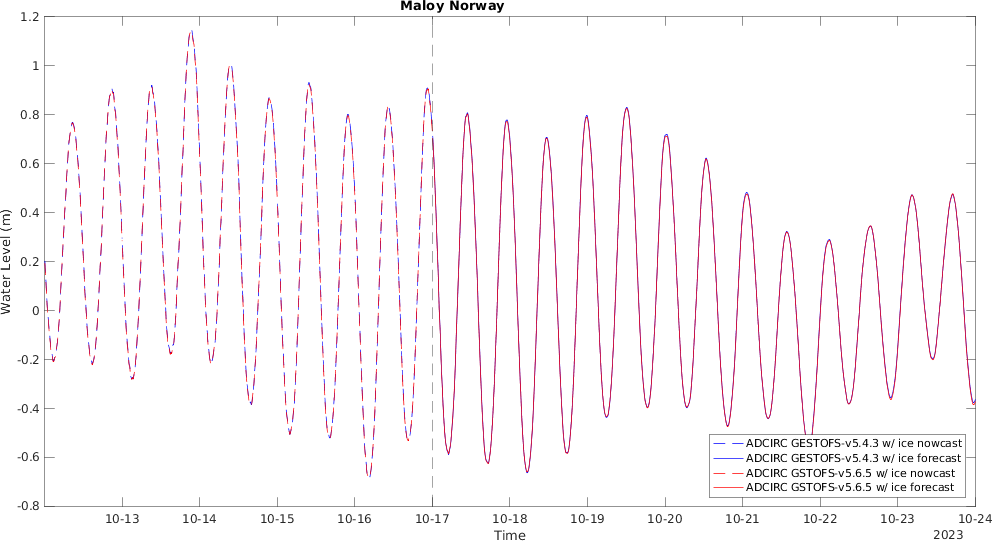 Maloy Norway
1.2
1
0.8
0.6
0.4
0.2
0
-0.2
-0.4
-0.6
-0.8
Water Level (m)
ADCIRC GESTOFS-v5.4.3 w/ ice nowcast
ADCIRC GESTOFS-v5.4.3 w/ ice forecast
ADCIRC GSTOFS-v5.6.5 w/ ice nowcast
ADCIRC GSTOFS-v5.6.5 w/ ice forecast
10-13 10-14 10-15 10-16 10-17 10-18 10-19 10-20 10-21 10-22 10-23 10-24
Time
2023